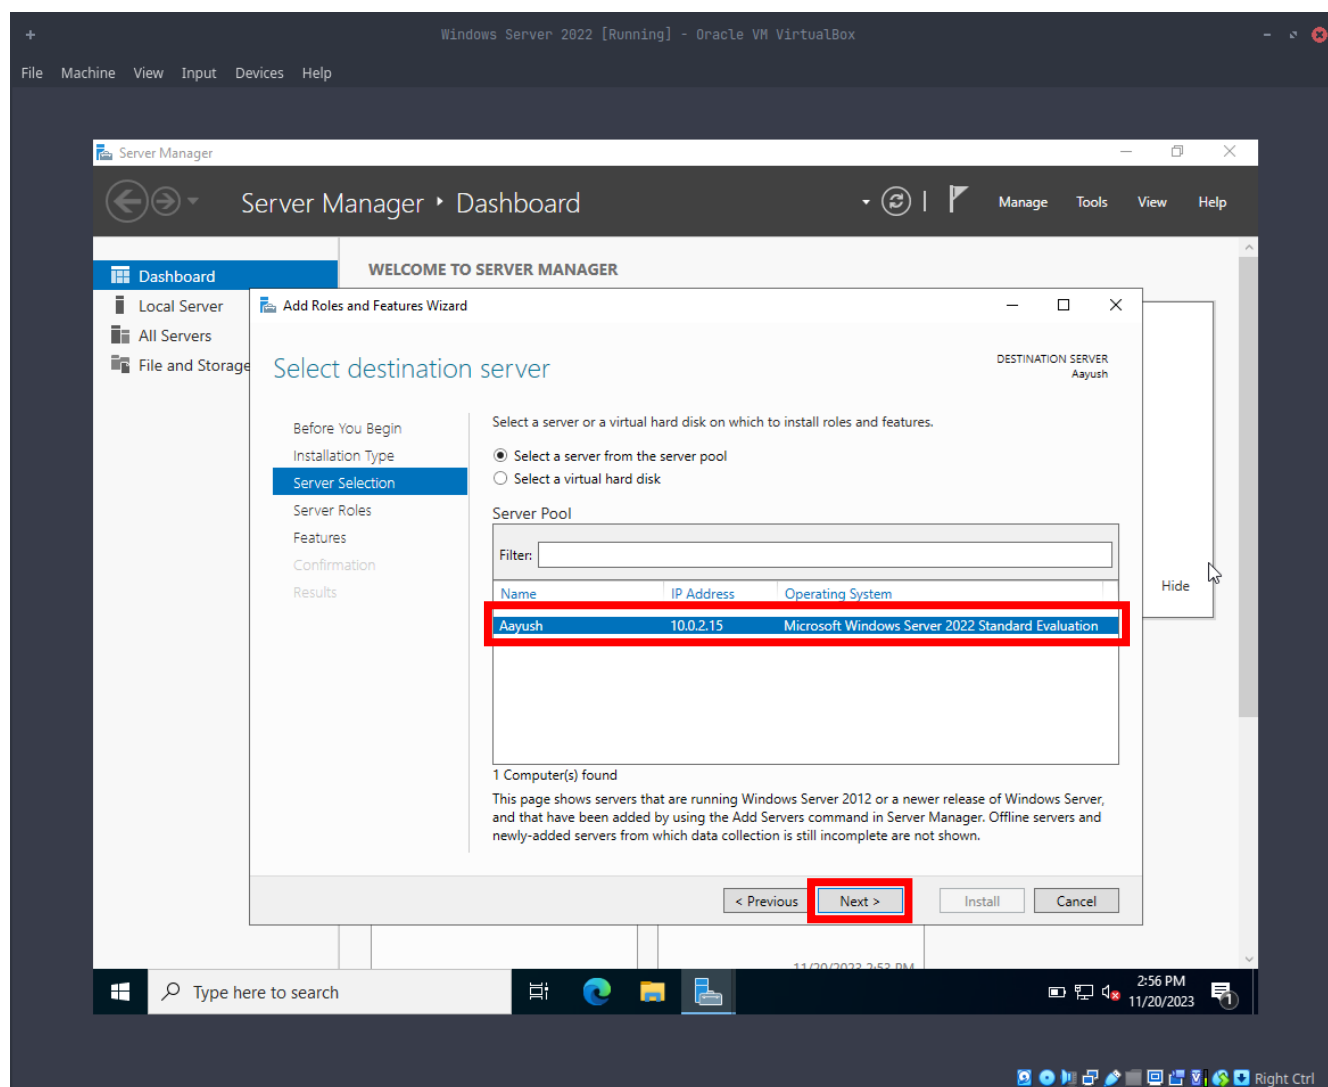 Windows Server 2022 [Running] - Oracle VM VirtualBox
File Machine View Input Devices Help
Server Manager
Server Manager ‣ Dashboard
Manage Tools View Help
Dashboard
Local Server
All Servers
File and Storage
WELCOME TO SERVER MANAGER
Add Roles and Features Wizard
Select destination server
DESTINATION SERVER
Aayush
Before You Begin
Installation Type
Server Selection
Server Roles
Features
Confirmation
Results
Select a server or a virtual hard disk on which to install roles and features.
Select a server from the server pool
Select a virtual hard disk
Server Pool
Filter:
Name IP Address Operating System
Aayush 10.0.2.15 Microsoft Windows Server 2022 Standard Evaluation
1 Computer(s) found
This page shows servers that are running Windows Server 2012 or a newer release of Windows Server,
and that have been added by using the Add Servers command in Server Manager. Offline servers and
newly-added servers from which data collection is still incomplete are not shown.
< Previous Next > Install Cancel
Hide
11/20/2023 2:53 PM
Type here to search
2:56 PM
11/20/2023
1
Right Ctrl